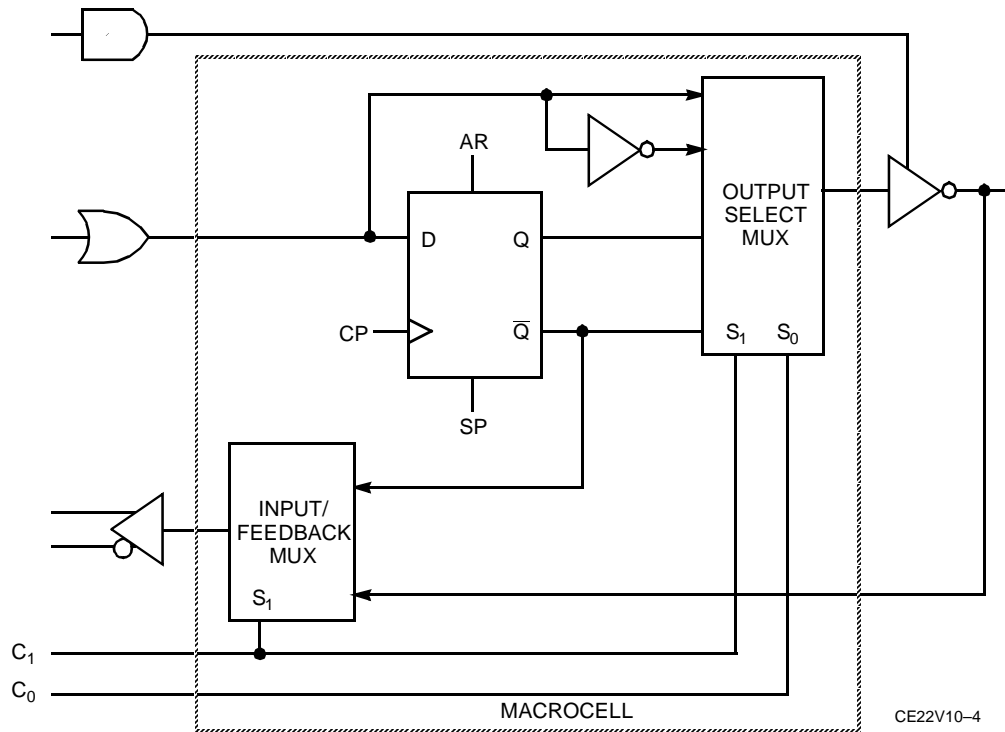 AR
OUTPUT
SELECT
MUX
D
Q
CP
Q̅
S₁
S₀
SP
INPUT/
FEEDBACK
MUX
S₁
C₁
C₀
MACROCELL
CE22V10–4